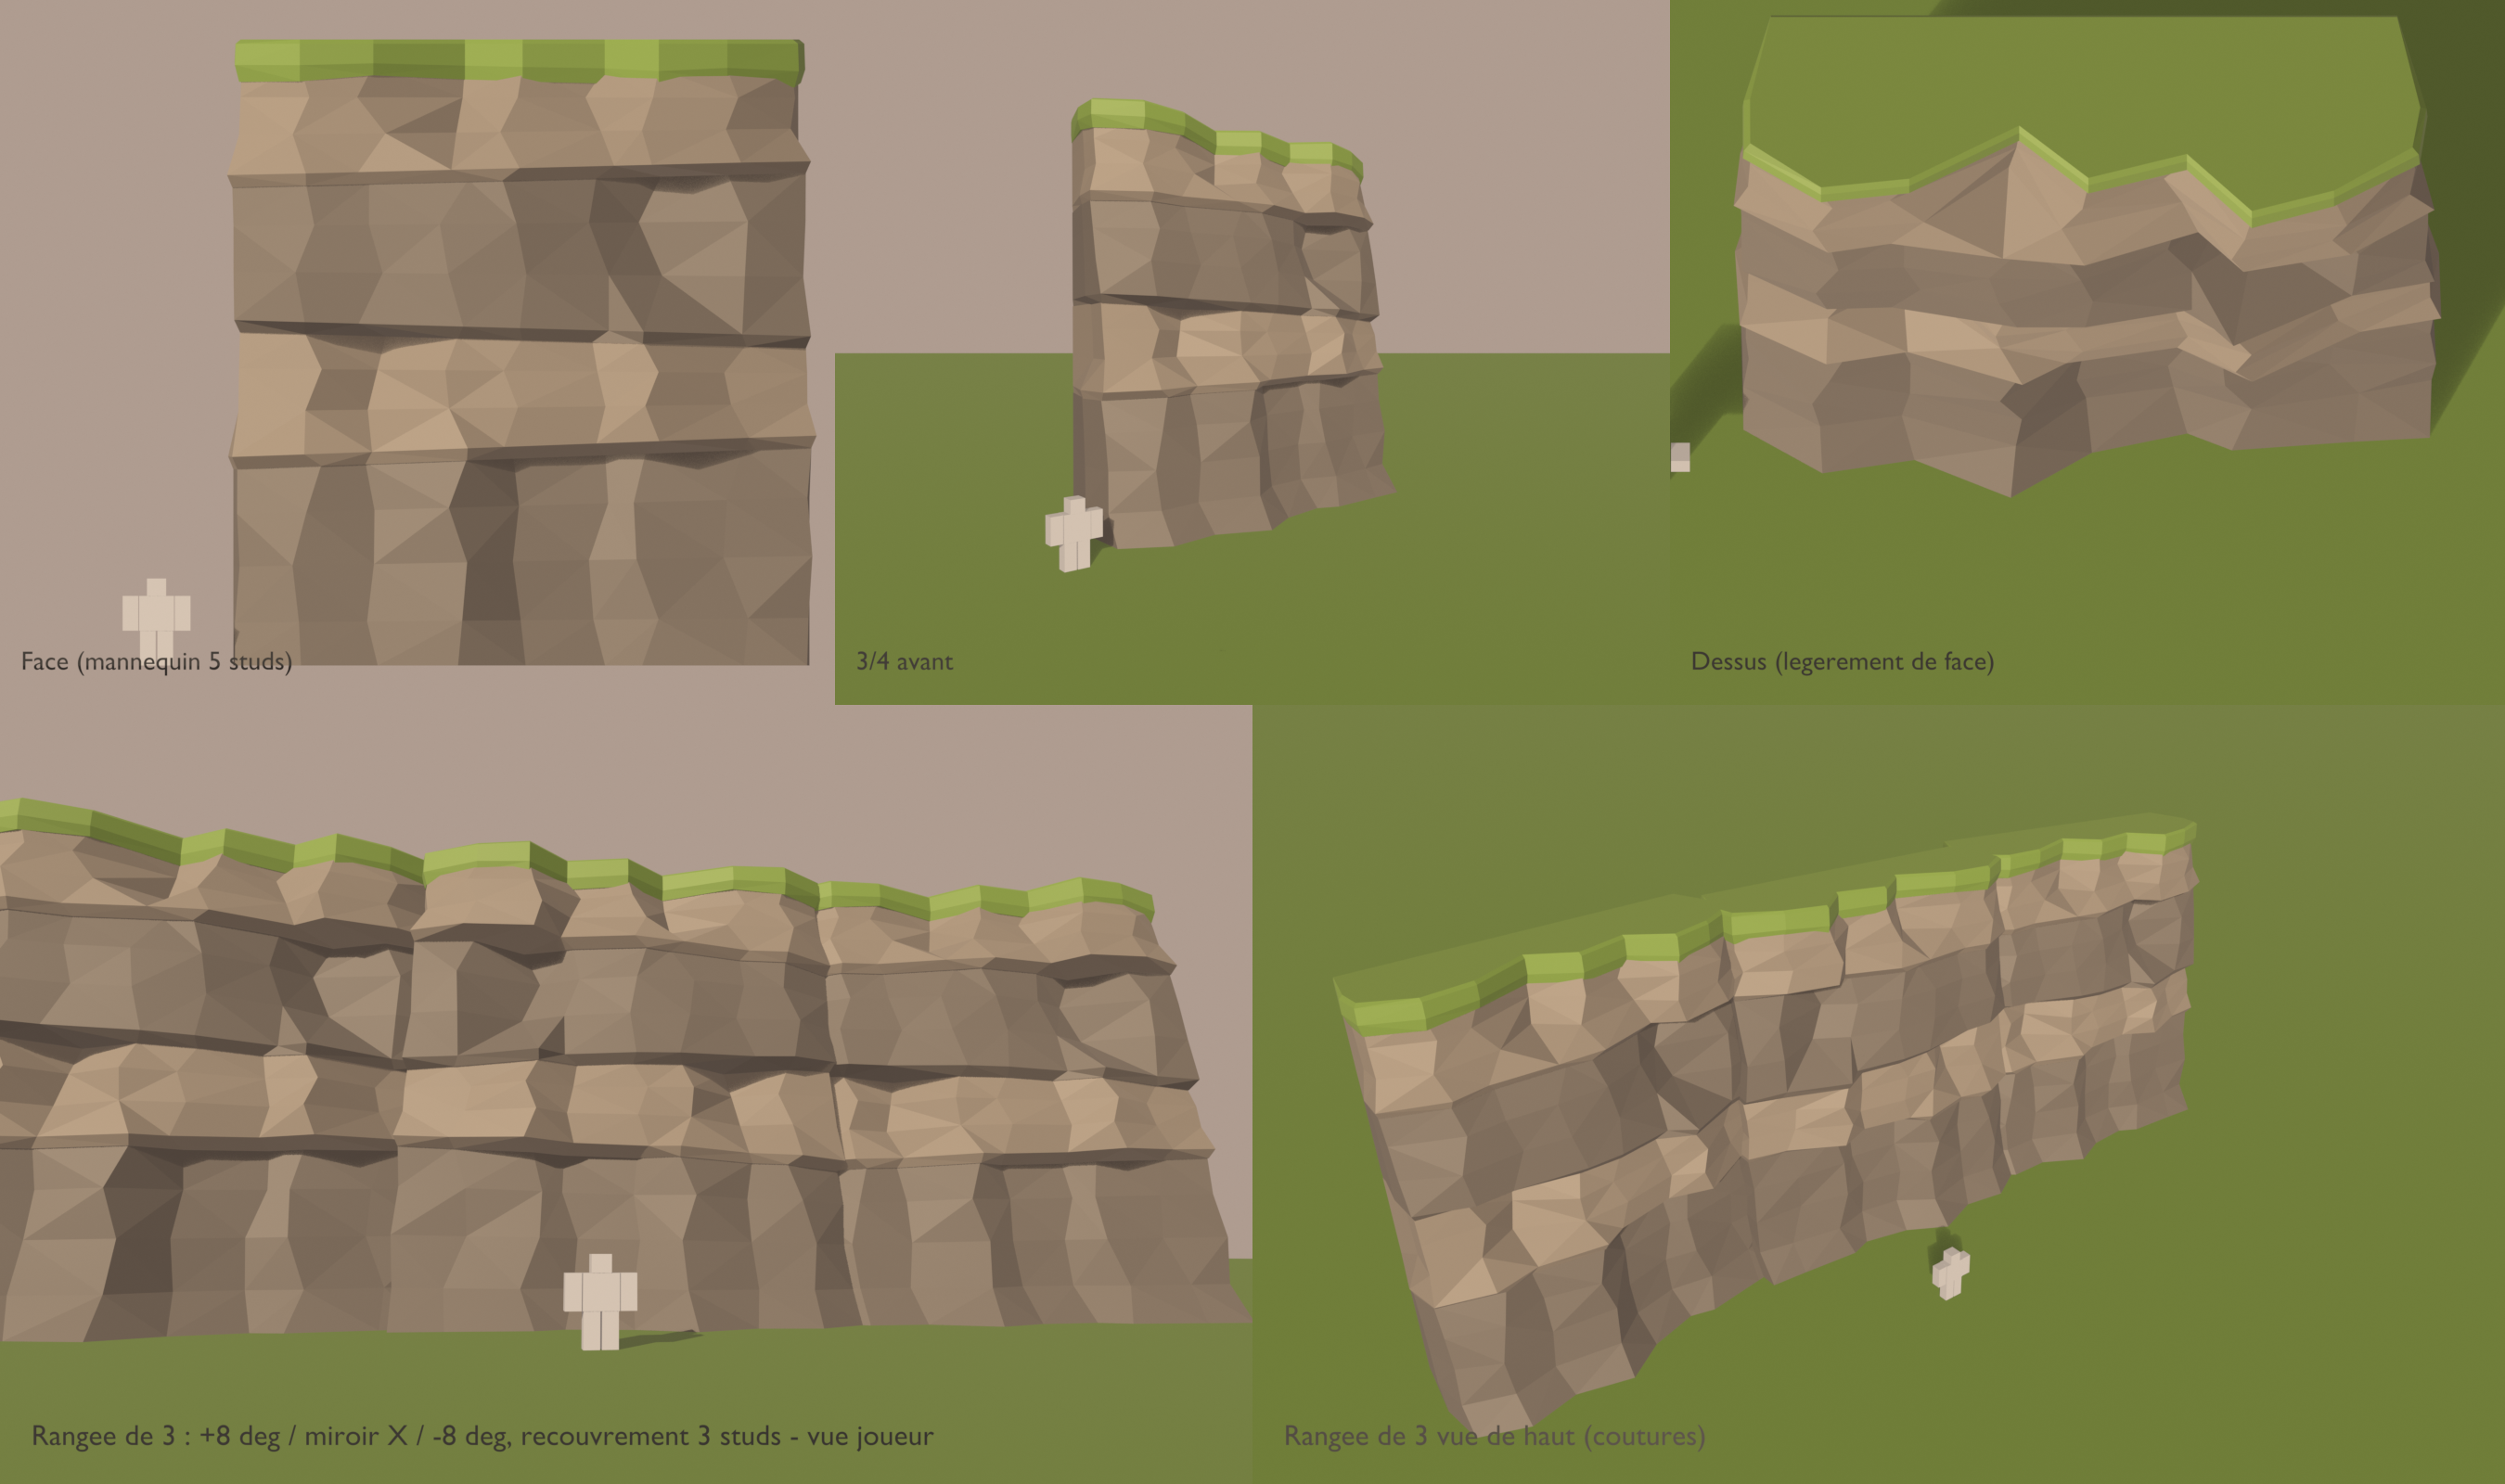 Face (mannequin 5 studs)
3/4 avant
Dessus (legerement de face)
Rangee de 3 : +8 deg / miroir X / -8 deg, recouvrement 3 studs - vue joueur
Rangee de 3 vue de haut (coutures)